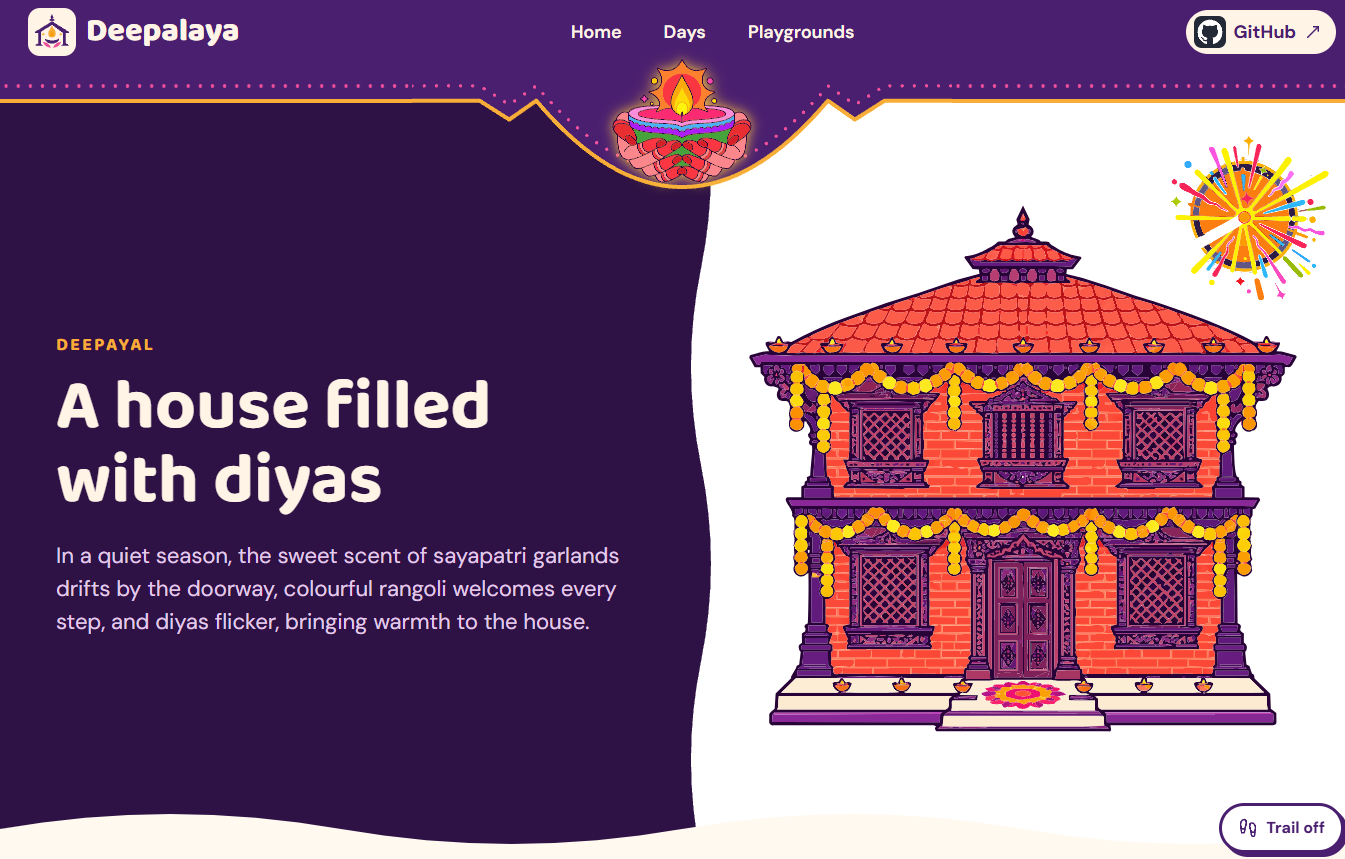 Deepalaya
Home
Days
Playgrounds
GitHub ↗
DEEPAYAL
A house filled
with diyas
In a quiet season, the sweet scent of sayapatri garlands
drifts by the doorway, colourful rangoli welcomes every
step, and diyas flicker, bringing warmth to the house.
Trail off